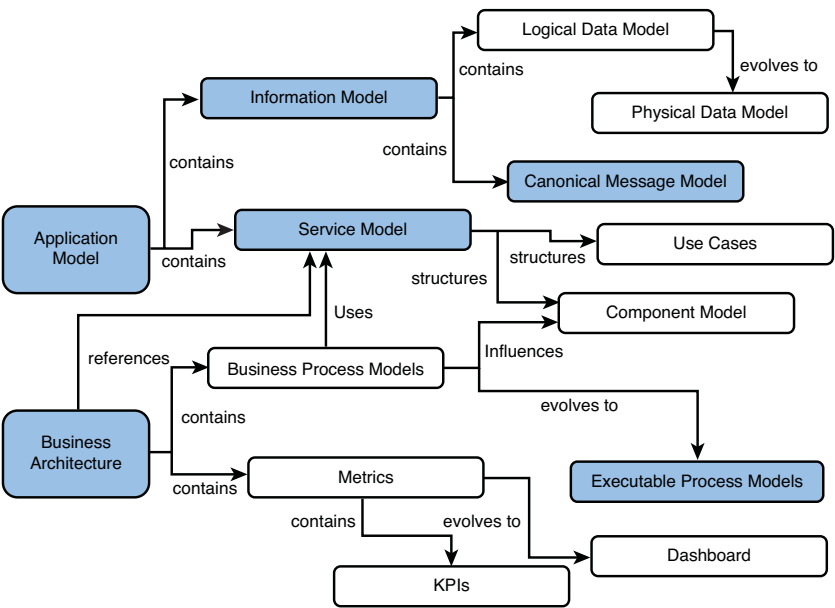 Logical Data Model
contains
evolves to
Information Model
Physical Data Model
contains
contains
Canonical Message Model
Application
Model
Service Model
contains
Use Cases
structures
structures
Component Model
Uses
references
Business Process Models
Influences
contains
evolves to
Business
Architecture
Metrics
contains
Executable Process Models
contains
evolves to
Dashboard
KPIs